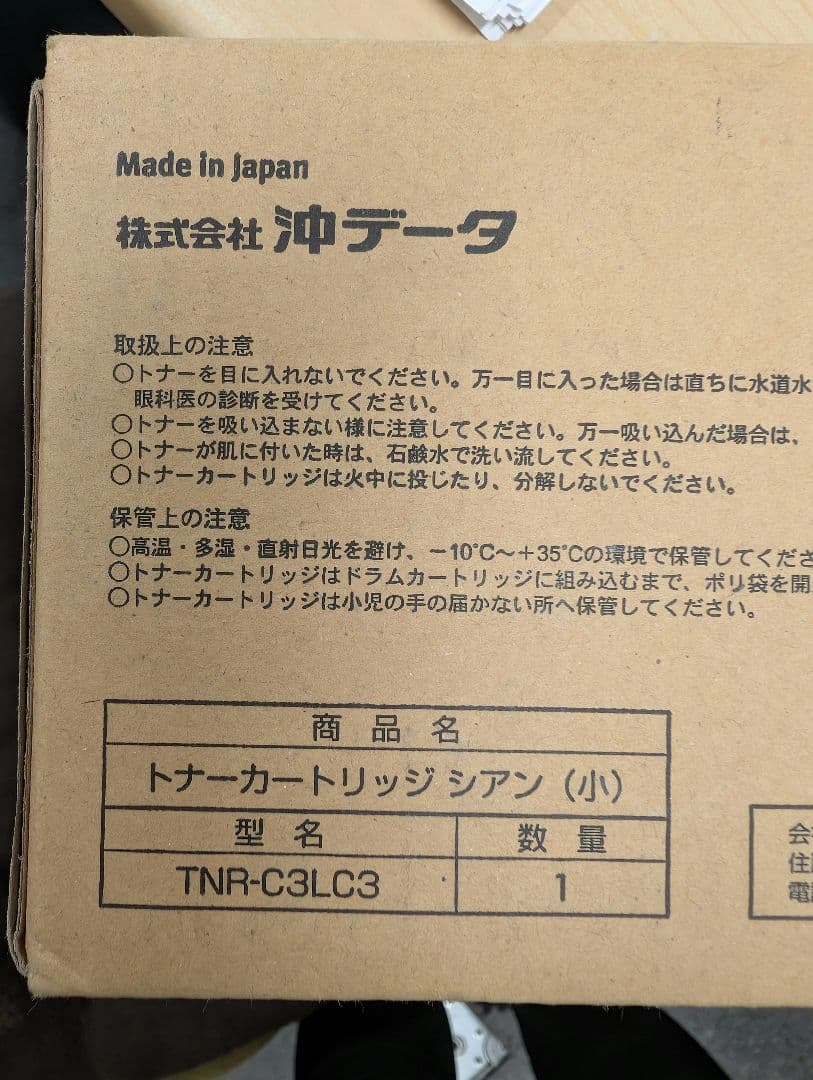 Made in Japan
株式会社 沖データ
取扱上の注意
○トナーを目に入れないでください。万一目に入った場合は直ちに水道水
眼科医の診断を受けてください。
○トナーを吸い込まない様に注意してください。万一吸い込んだ場合は、
○トナーが肌に付いた時は、石鹸水で洗い流してください。
○トナーカートリッジは火中に投じたり、分解しないでください。
保管上の注意
○高温・多湿・直射日光を避け、－10℃～＋35℃の環境で保管してくださ
○トナーカートリッジはドラムカートリッジに組み込むまで、ポリ袋を開
○トナーカートリッジは小児の手の届かない所へ保管してください。
商品名
トナーカートリッジ シアン（小）
型名 数量
TNR-C3LC3 1
会
住
電